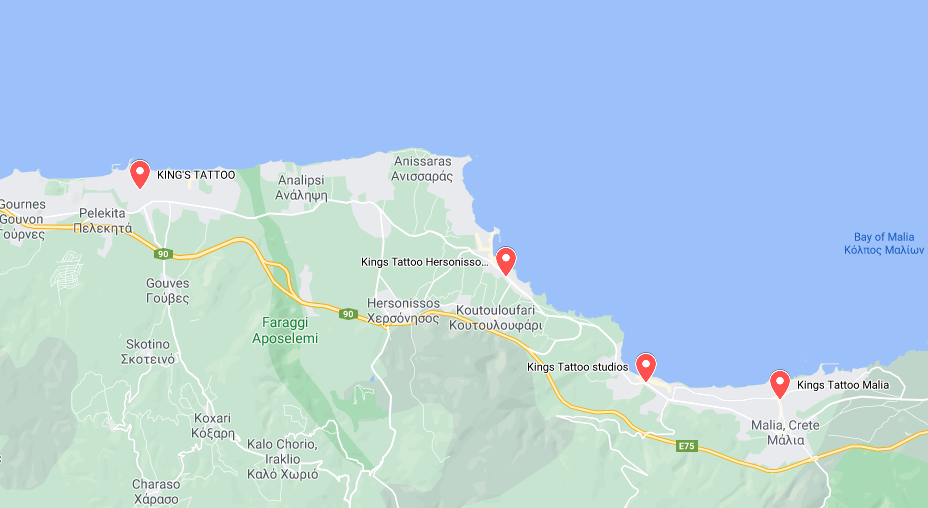 Anissaras
Ανισσαράς
KING'S TATTOO
Analipsi
Ανάληψη
Gournes
Gouvon
Γούρνες
Pelekita
Πελεκητά
Bay of Malia
Κόλπος Μαλίων
90
Kings Tattoo Hersonisso...
Gouves
Γούβες
Hersonissos
Χερσόνησος
90
Koutouloufari
Κουτουλουφάρι
Faraggi
Aposelemi
Skotino
Σκοτεινό
Kings Tattoo studios
Kings Tattoo Malia
Koxari
Κόξαρη
Malia, Crete
Μάλια
Kalo Chorio,
Iraklio
Καλό Χωριό
E75
Charaso
Χάρασο